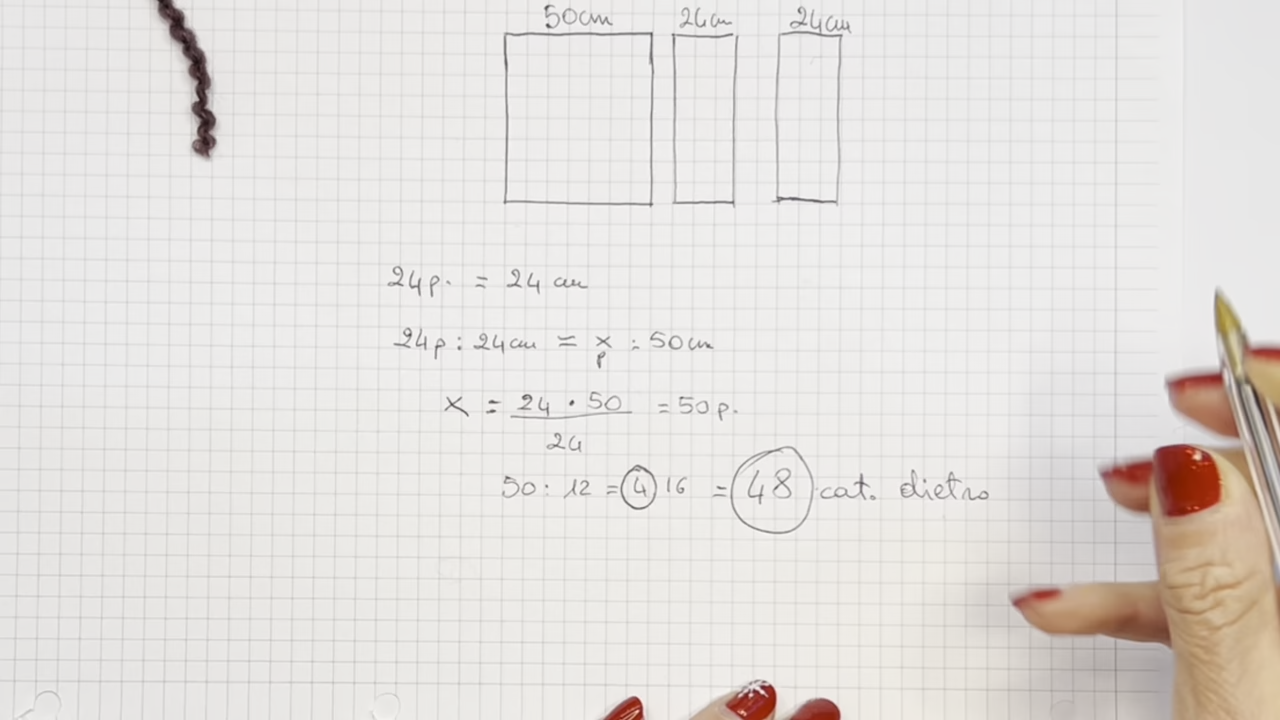 50cm 24cm 24cm
24p. = 24 cm
24p : 24cm = x p : 50cm
x = 24 · 50 / 24 = 50 p.
50 : 12 = 4 16 = 48 cat. dietro